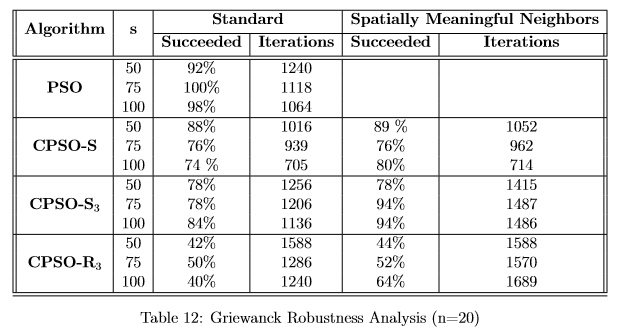 Algorithm s Standard Spatially Meaningful Neighbors
Succeeded Iterations Succeeded Iterations
PSO 50 92% 1240
75 100% 1118
100 98% 1064
CPSO-S 50 88% 1016 89 % 1052
75 76% 939 76% 962
100 74 % 705 80% 714
CPSO-S₃ 50 78% 1256 78% 1415
75 78% 1206 94% 1487
100 84% 1136 94% 1486
CPSO-R₃ 50 42% 1588 44% 1588
75 50% 1286 52% 1570
100 40% 1240 64% 1689
Table 12: Griewanck Robustness Analysis (n=20)